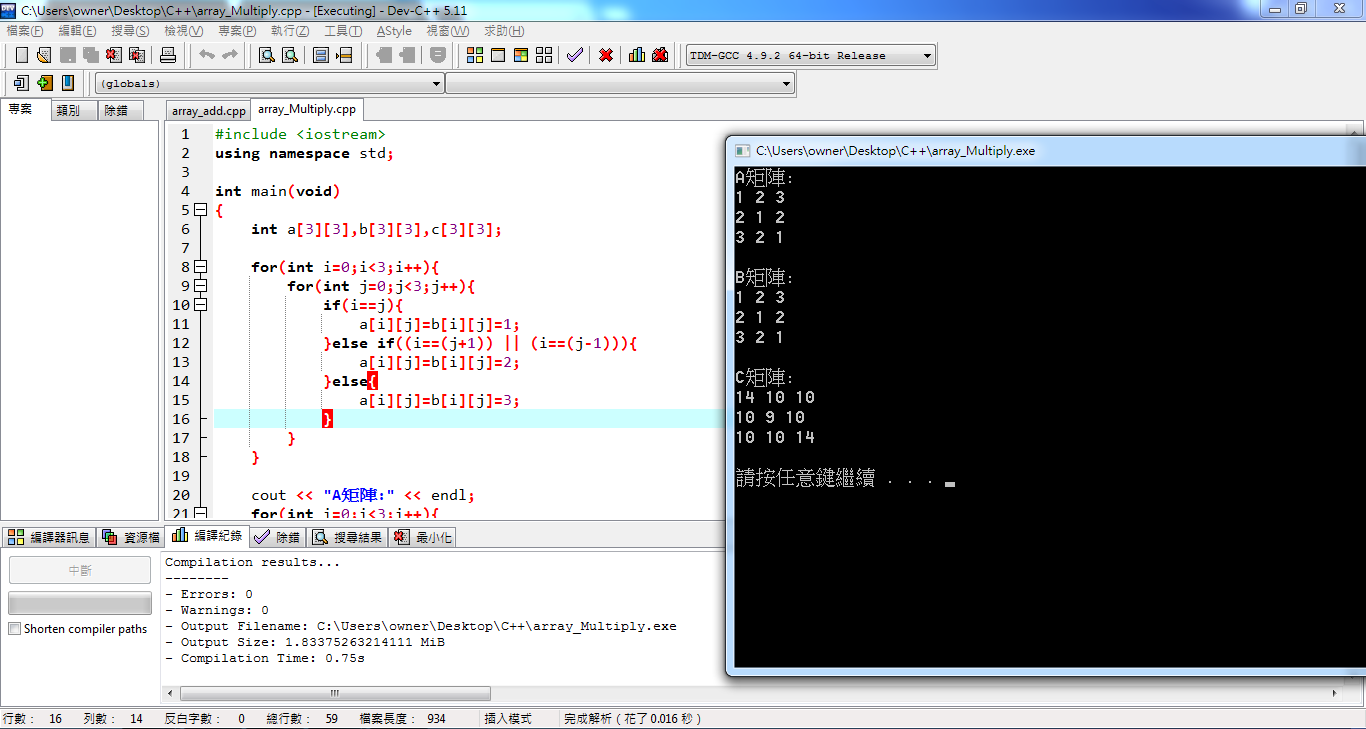 C:\Users\owner\Desktop\C++\array_Multiply.cpp - [Executing] - Dev-C++ 5.11
檔案(F) 編輯(E) 搜尋(S) 檢視(V) 專案(P) 執行(Z) 工具(T) AStyle 視窗(W) 求助(H)
TDM-GCC 4.9.2 64-bit Release
(globals)
專案 類別 除錯
array_add.cpp array_Multiply.cpp
1 #include <iostream>
2 using namespace std;
3
4 int main(void)
5 {
6 int a[3][3],b[3][3],c[3][3];
7
8 for(int i=0;i<3;i++){
9 for(int j=0;j<3;j++){
10 if(i==j){
11 a[i][j]=b[i][j]=1;
12 }else if((i==(j+1)) || (i==(j-1))){
13 a[i][j]=b[i][j]=2;
14 }else{
15 a[i][j]=b[i][j]=3;
16 }
17 }
18 }
19
20 cout << "A矩陣:" << endl;
21 for(int i=0;i<3;i++){
C:\Users\owner\Desktop\C++\array_Multiply.exe
A矩陣:
1 2 3
2 1 2
3 2 1
B矩陣:
1 2 3
2 1 2
3 2 1
C矩陣:
14 10 10
10 9 10
10 10 14
請按任意鍵繼續 . . .
編譯器訊息 資源檔 編譯紀錄 除錯 搜尋結果 最小化
中斷
Shorten compiler paths
Compilation results...
--------
- Errors: 0
- Warnings: 0
- Output Filename: C:\Users\owner\Desktop\C++\array_Multiply.exe
- Output Size: 1.83375263214111 MiB
- Compilation Time: 0.75s
行數： 16 列數： 14 反白字數： 0 總行數： 59 檔案長度： 934 插入模式 完成解析（花了0.016 秒）